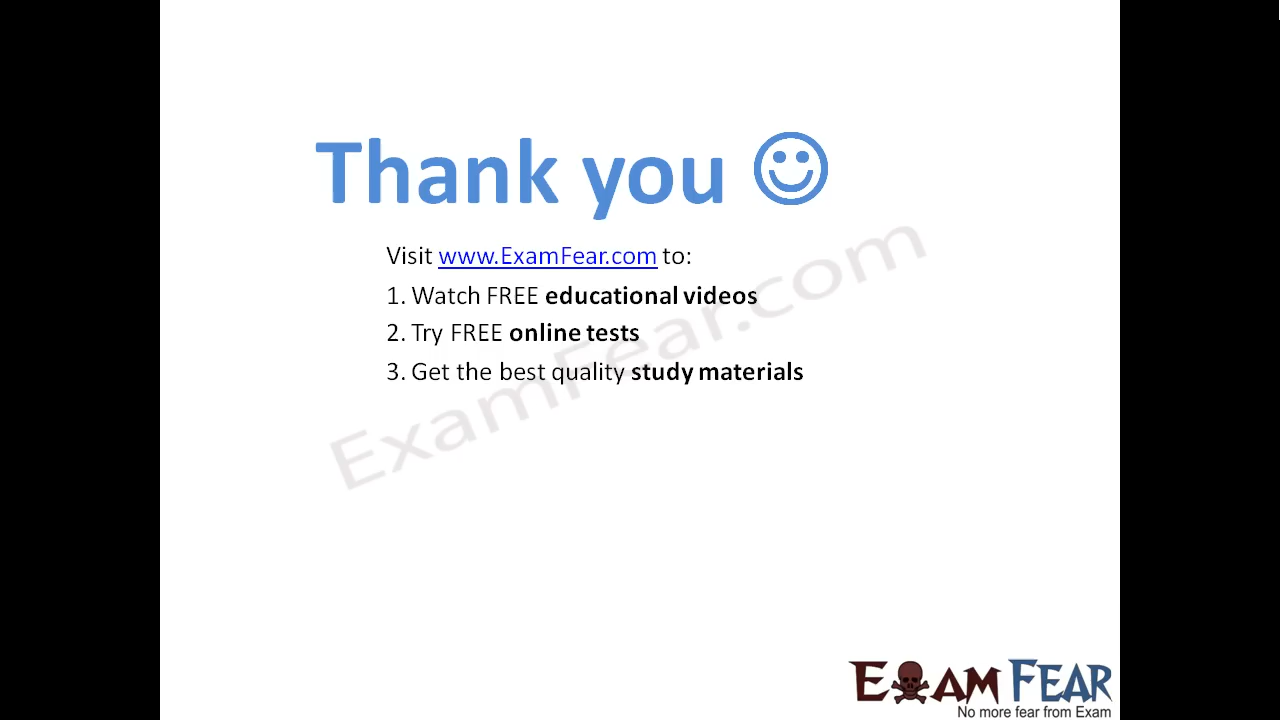 Thank you ☺
Visit www.ExamFear.com to:
1. Watch FREE educational videos
2. Try FREE online tests
3. Get the best quality study materials
ExamFear.com
EXAM FEAR
No more fear from Exam